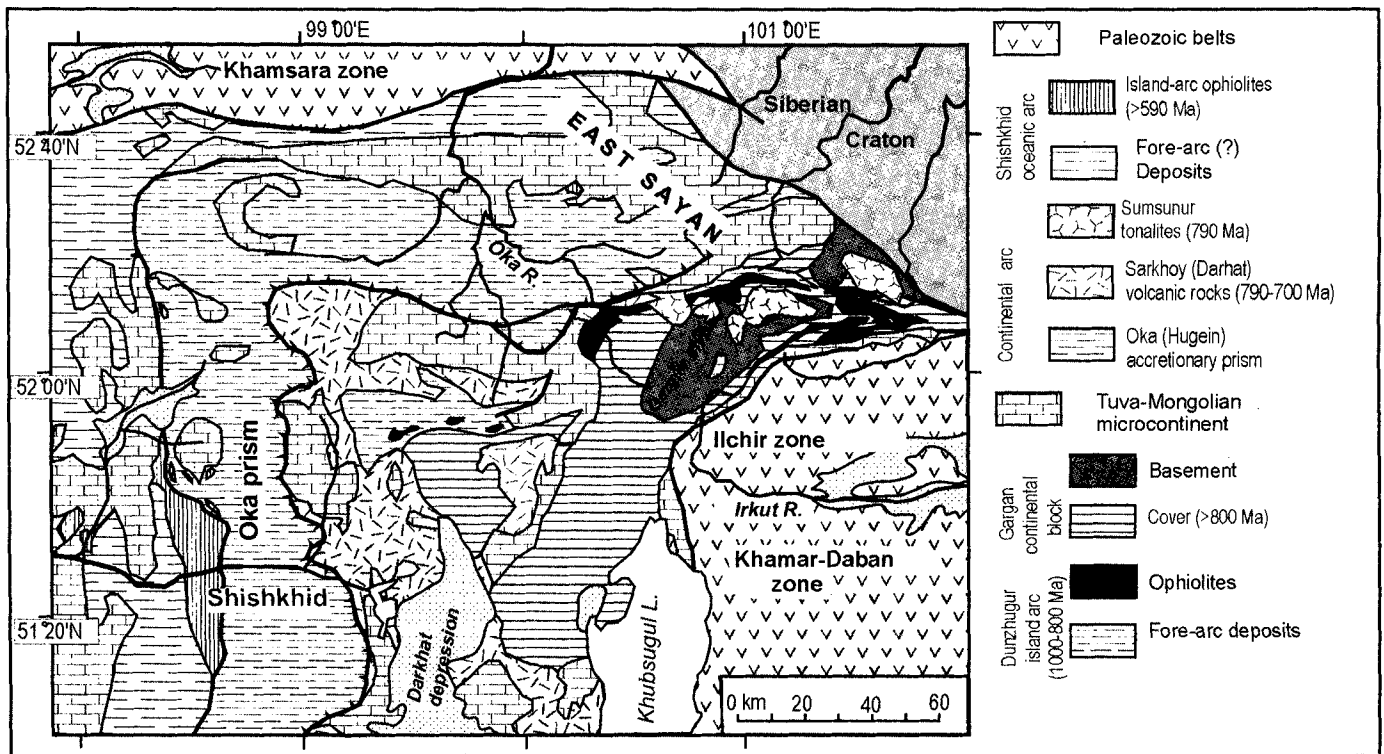 99°00'E
101°00'E
Khamsara zone
Siberian
Craton
52°40'N
EAST SAYAN
Oka R.
52°00'N
Oka prism
Ilchir zone
Irkut R.
Khamar-Daban
zone
Shishkhid
51°20'N
Darkhat
depression
Khubsugul L.
0 km 20 40 60
Paleozoic belts
Shishkhid
oceanic arc
Island-arc ophiolites
(>590 Ma)
Fore-arc (?)
Deposits
Continental arc
Sumsunur
tonalites (790 Ma)
Sarkhoy (Darhat)
volcanic rocks (790-700 Ma)
Oka (Hugein)
accretionary prism
Tuva-Mongolian
microcontinent
Gargan
continental
block
Basement
Cover (>800 Ma)
Dunzhugur
island arc
(1000-800 Ma)
Ophiolites
Fore-arc deposits